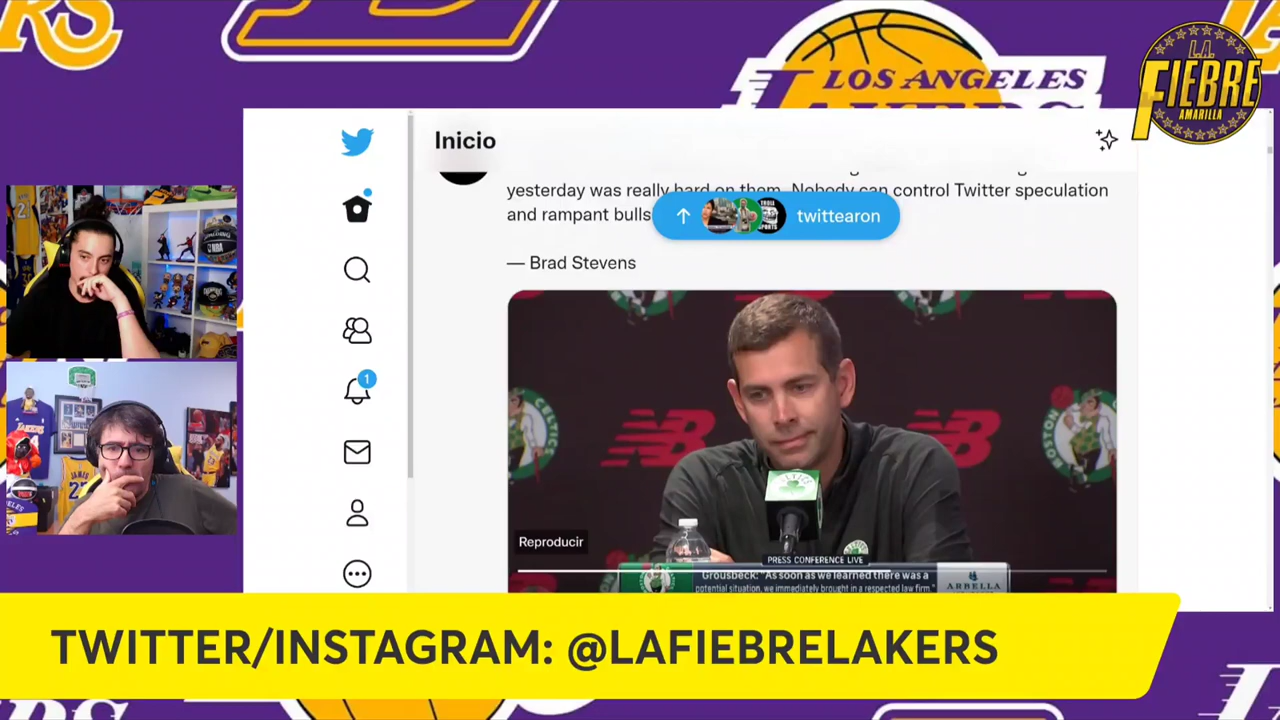 LOS ANGELES
L.A.
FIEBRE
AMARILLA
Inicio
yesterday was really hard on them. Nobody can control Twitter speculation
and rampant bulls
twittearon
— Brad Stevens
1
Reproducir
PRESS CONFERENCE LIVE
Grousbeck: "As soon as we learned there was a
potential situation, we immediately brought in a respected law firm."
ARBELLA
TWITTER/INSTAGRAM: @LAFIEBRELAKERS